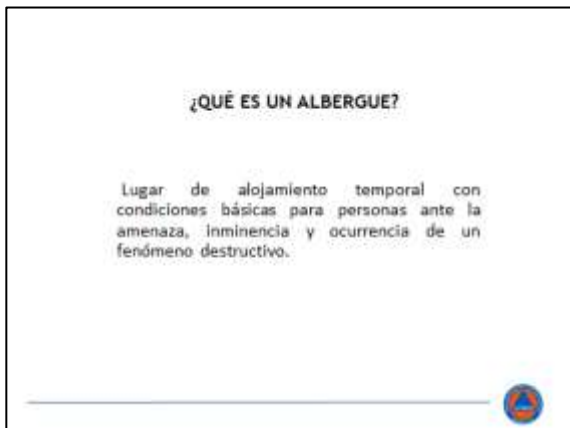 ¿QUÉ ES UN ALBERGUE?
Lugar de alojamiento temporal con
condiciones básicas para personas ante la
amenaza, inminencia y ocurrencia de un
fenómeno destructivo.